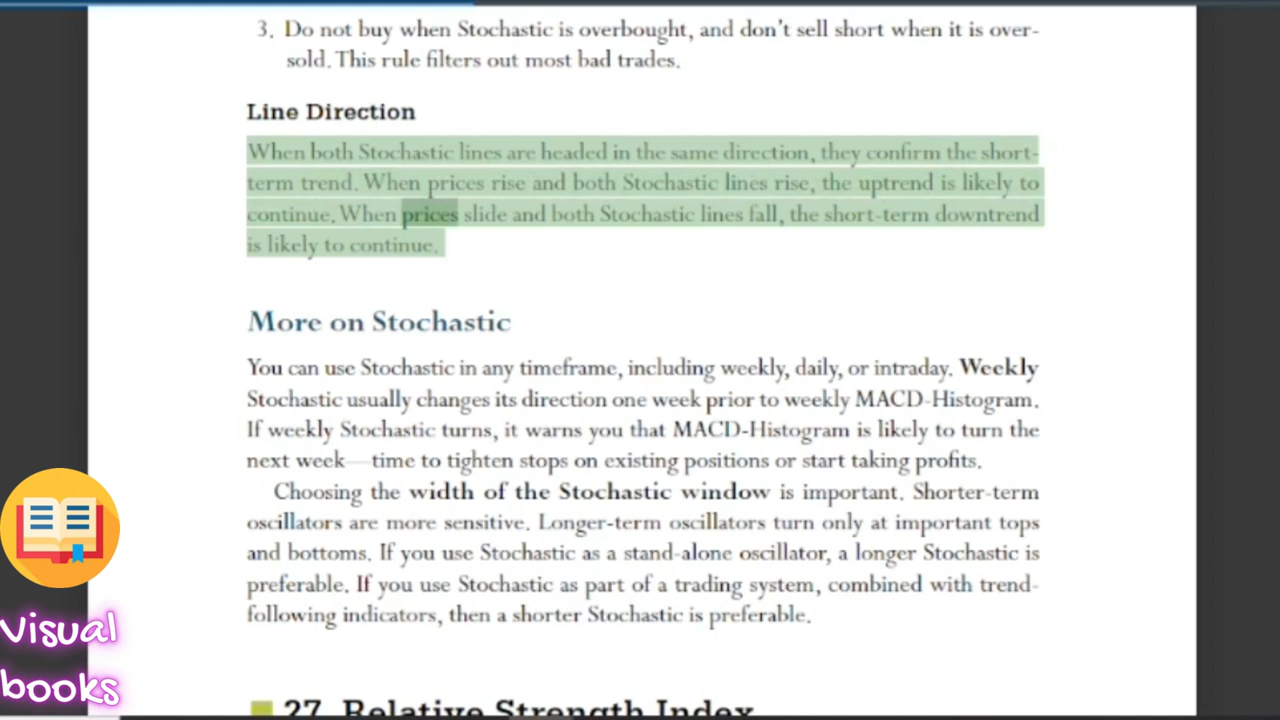 3. Do not buy when Stochastic is overbought, and don't sell short when it is over-
sold. This rule filters out most bad trades.
Line Direction
When both Stochastic lines are headed in the same direction, they confirm the short-
term trend. When prices rise and both Stochastic lines rise, the uptrend is likely to
continue. When prices slide and both Stochastic lines fall, the short-term downtrend
is likely to continue.
More on Stochastic
You can use Stochastic in any timeframe, including weekly, daily, or intraday. Weekly
Stochastic usually changes its direction one week prior to weekly MACD-Histogram.
If weekly Stochastic turns, it warns you that MACD-Histogram is likely to turn the
next week—time to tighten stops on existing positions or start taking profits.
Choosing the width of the Stochastic window is important. Shorter-term
oscillators are more sensitive. Longer-term oscillators turn only at important tops
and bottoms. If you use Stochastic as a stand-alone oscillator, a longer Stochastic is
preferable. If you use Stochastic as part of a trading system, combined with trend-
following indicators, then a shorter Stochastic is preferable.
27. Relative Strength Index
Visual
books